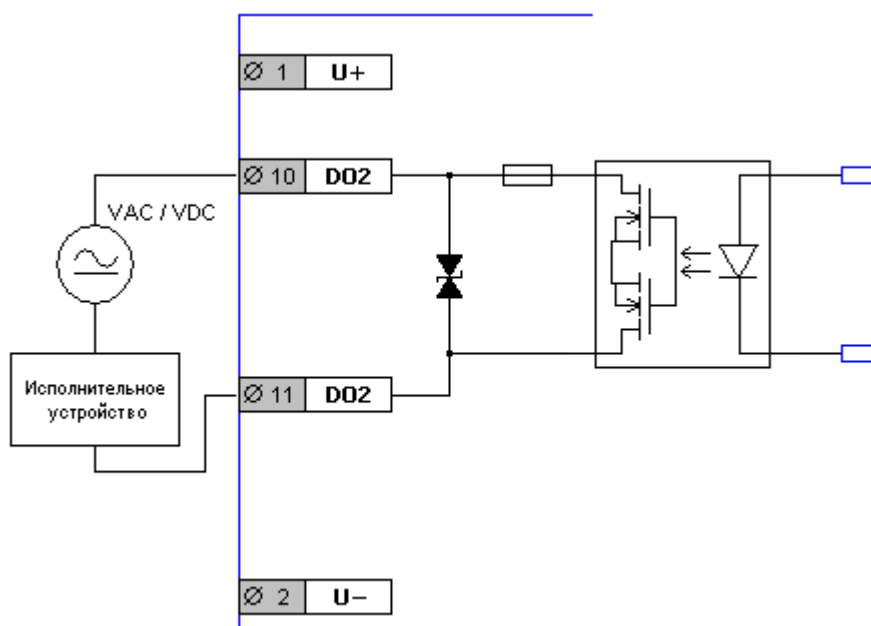 Ø 1 U+
Ø 10 DO2
VAC / VDC
Исполнительное
устройство
Ø 11 DO2
Ø 2 U−